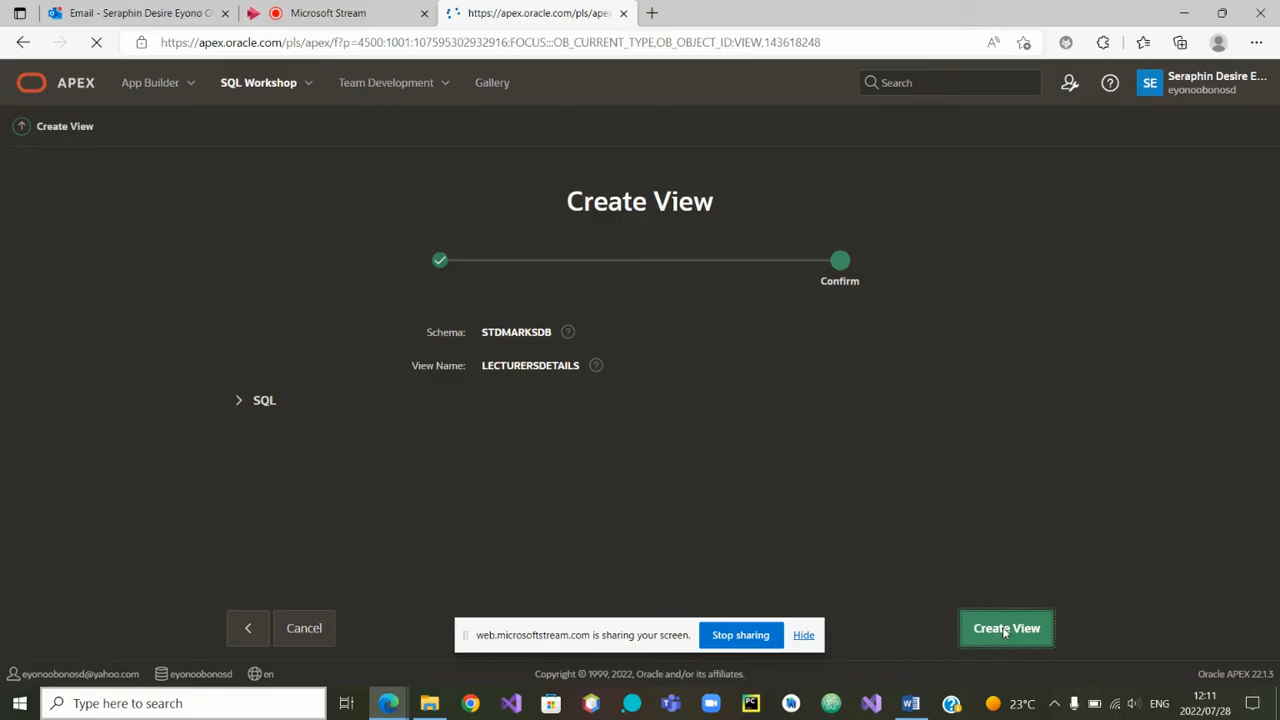 Email - Seraphin Desire Eyono O
Microsoft Stream
https://apex.oracle.com/pls/ape
https://apex.oracle.com/pls/apex/f?p=4500:1001:107595302932916:FOCUS:::OB_CURRENT_TYPE,OB_OBJECT_ID:VIEW,143618248
APEX
App Builder
SQL Workshop
Team Development
Gallery
Search
SE
Seraphin Desire E...
eyonoobonosd
Create View
Create View
Confirm
Schema:
STDMARKSDB
View Name:
LECTURERSDETAILS
SQL
Cancel
web.microsoftstream.com is sharing your screen.
Stop sharing
Hide
Create View
eyonoobonosd@yahoo.com
eyonoobonosd
en
Copyright © 1999, 2022, Oracle and/or its affiliates.
Oracle APEX 22.1.3
Type here to search
23°C
ENG
12:11
2022/07/28